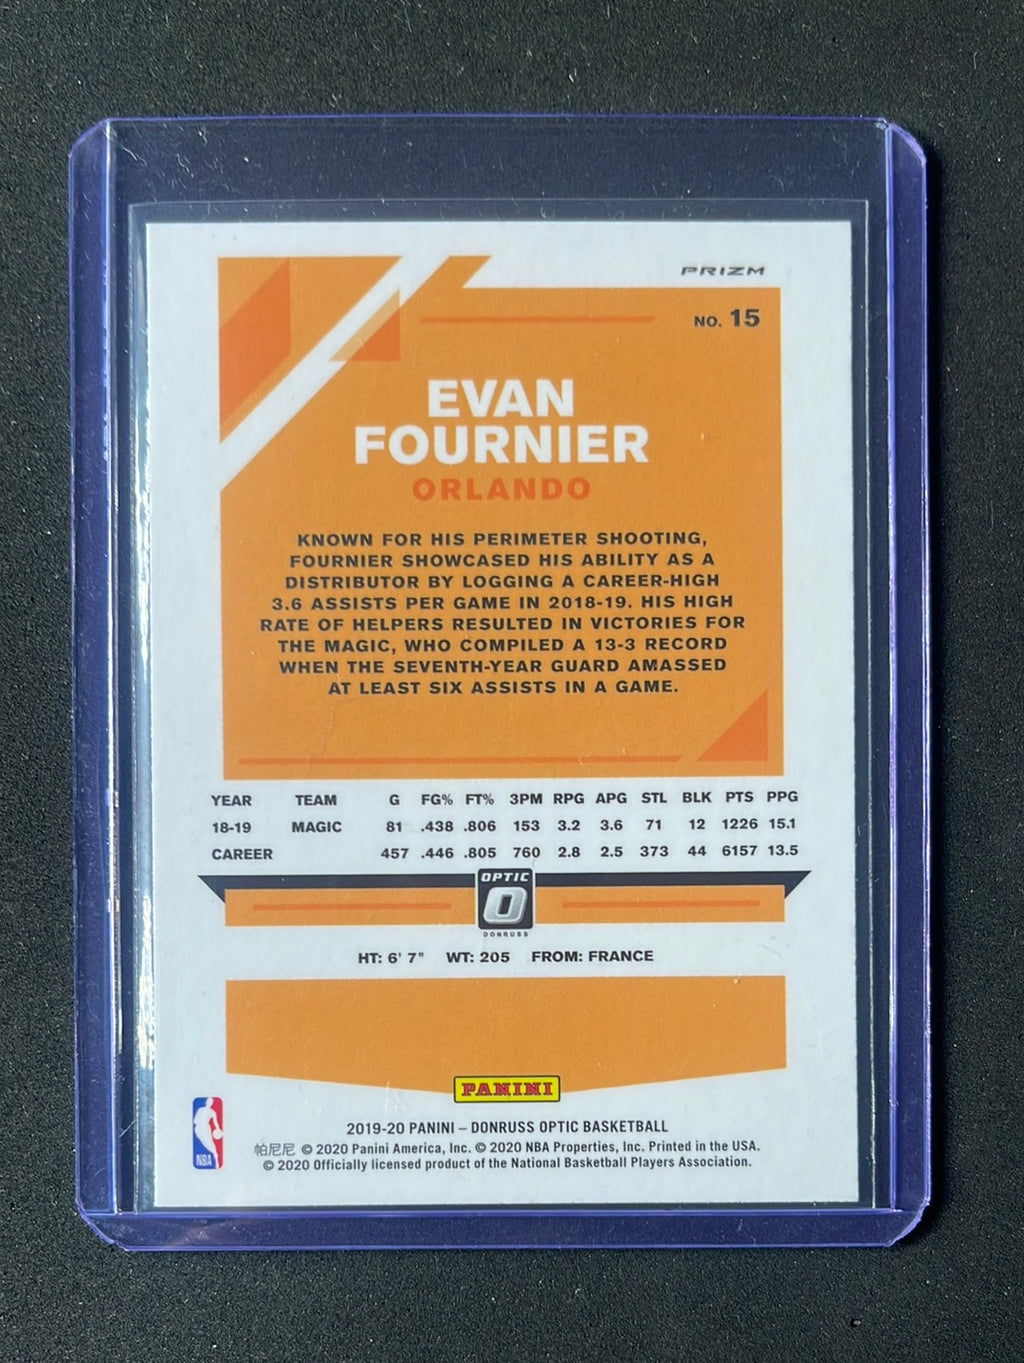 PRIZM
NO. 15
EVAN
FOURNIER
ORLANDO
KNOWN FOR HIS PERIMETER SHOOTING,
FOURNIER SHOWCASED HIS ABILITY AS A
DISTRIBUTOR BY LOGGING A CAREER-HIGH
3.6 ASSISTS PER GAME IN 2018-19. HIS HIGH
RATE OF HELPERS RESULTED IN VICTORIES FOR
THE MAGIC, WHO COMPILED A 13-3 RECORD
WHEN THE SEVENTH-YEAR GUARD AMASSED
AT LEAST SIX ASSISTS IN A GAME.
YEAR TEAM G FG% FT% 3PM RPG APG STL BLK PTS PPG
18-19 MAGIC 81 .438 .806 153 3.2 3.6 71 12 1226 15.1
CAREER 457 .446 .805 760 2.8 2.5 373 44 6157 13.5
OPTIC
O
DONRUSS
HT: 6' 7" WT: 205 FROM: FRANCE
PANINI
NBA
2019-20 PANINI – DONRUSS OPTIC BASKETBALL
帕尼尼 © 2020 Panini America, Inc. © 2020 NBA Properties, Inc. Printed in the USA.
© 2020 Officially licensed product of the National Basketball Players Association.